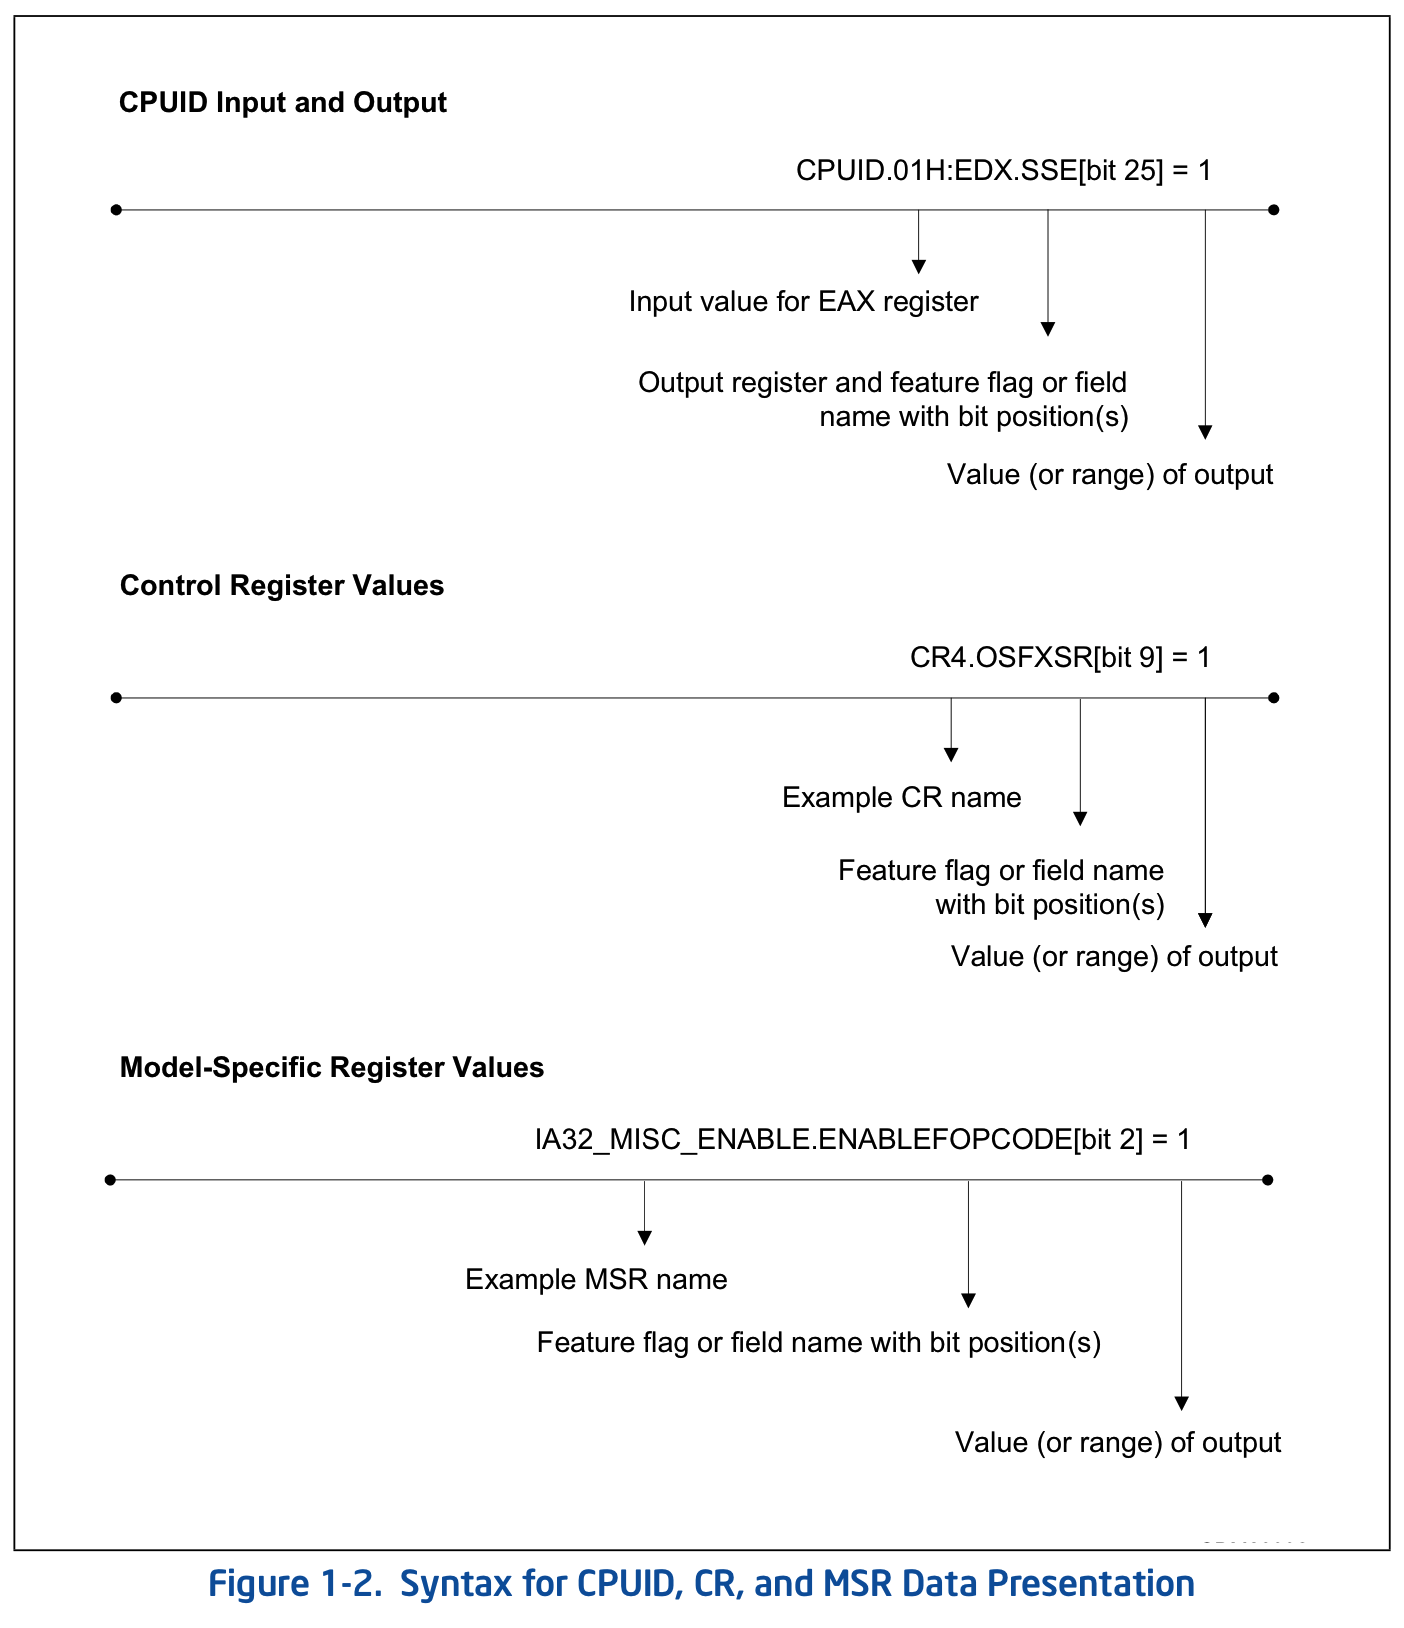 CPUID Input and Output
CPUID.01H:EDX.SSE[bit 25] = 1
Input value for EAX register
Output register and feature flag or field
name with bit position(s)
Value (or range) of output
Control Register Values
CR4.OSFXSR[bit 9] = 1
Example CR name
Feature flag or field name
with bit position(s)
Value (or range) of output
Model-Specific Register Values
IA32_MISC_ENABLE.ENABLEFOPCODE[bit 2] = 1
Example MSR name
Feature flag or field name with bit position(s)
Value (or range) of output
Figure 1-2. Syntax for CPUID, CR, and MSR Data Presentation